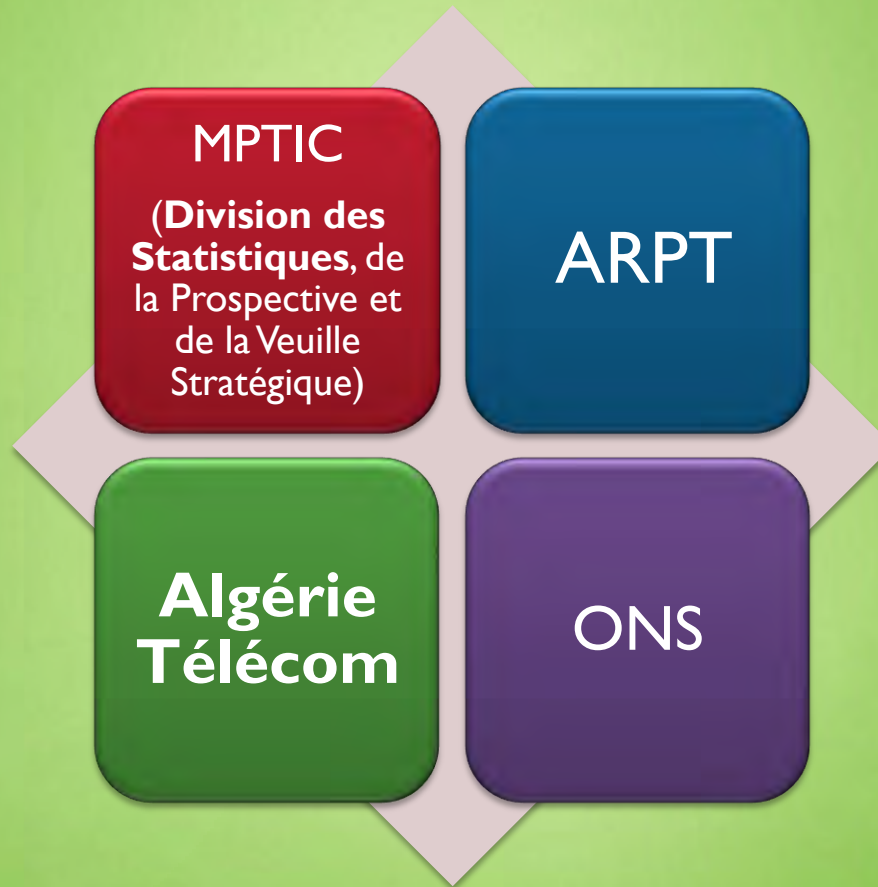 MPTIC
(Division des
Statistiques, de
la Prospective et
de la Veuille
Stratégique)
ARPT
Algérie
Télécom
ONS